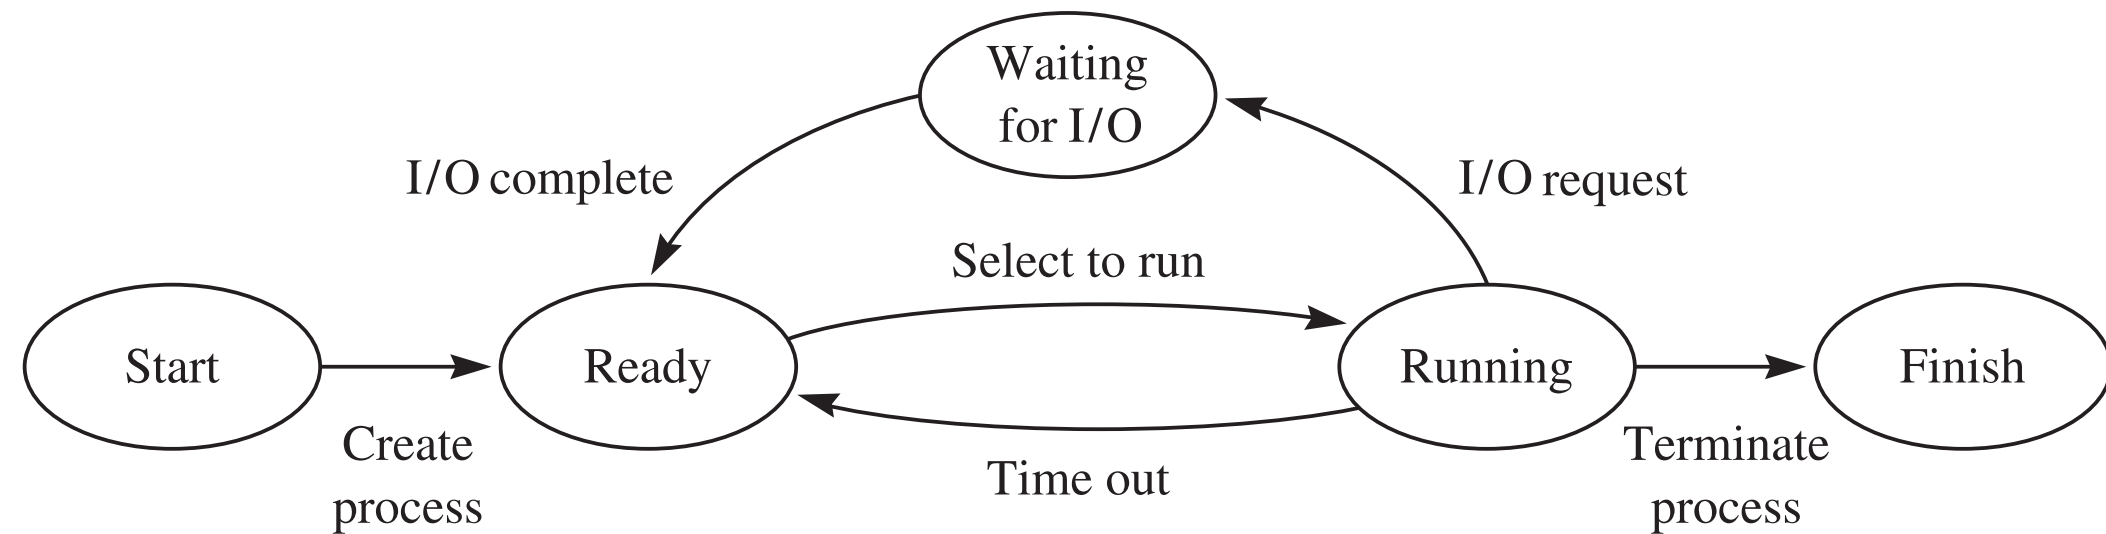 Waiting
for I/O
I/O complete
I/O request
Select to run
Start
Ready
Running
Finish
Create
process
Time out
Terminate
process